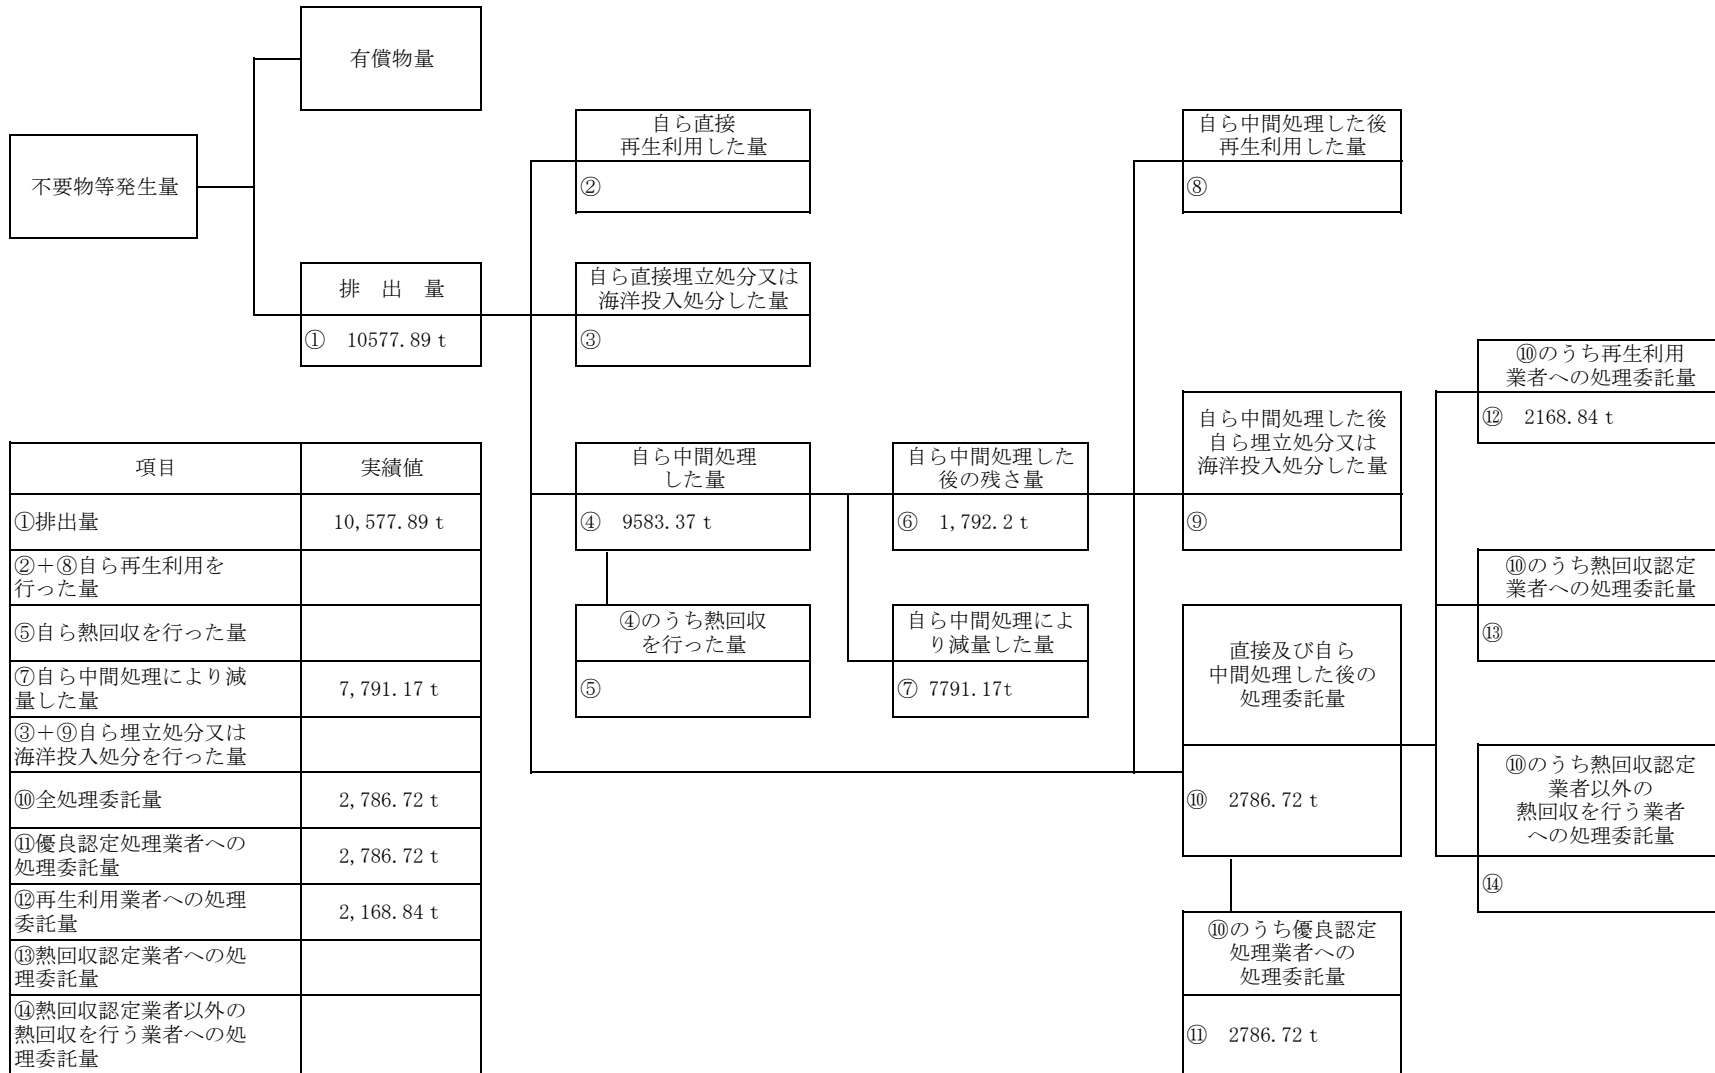 有償物量
不要物等発生量
排 出 量
① 10577.89 t
自ら直接
再生利用した量
②
自ら直接埋立処分又は
海洋投入処分した量
③
自ら中間処理
した量
④ 9583.37 t
④のうち熱回収
を行った量
⑤
自ら中間処理した
後の残さ量
⑥ 1,792.2 t
自ら中間処理によ
り減量した量
⑦ 7791.17t
自ら中間処理した後
再生利用した量
⑧
自ら中間処理した後
自ら埋立処分又は
海洋投入処分した量
⑨
直接及び自ら
中間処理した後の
処理委託量
⑩ 2786.72 t
⑩のうち優良認定
処理業者への
処理委託量
⑪ 2786.72 t
⑩のうち再生利用
業者への処理委託量
⑫ 2168.84 t
⑩のうち熱回収認定
業者への処理委託量
⑬
⑩のうち熱回収認定
業者以外の
熱回収を行う業者
への処理委託量
⑭
項目 実績値
①排出量 10,577.89 t
②＋⑧自ら再生利用を
行った量
⑤自ら熱回収を行った量
⑦自ら中間処理により減
量した量 7,791.17 t
③＋⑨自ら埋立処分又は
海洋投入処分を行った量
⑩全処理委託量 2,786.72 t
⑪優良認定処理業者への
処理委託量 2,786.72 t
⑫再生利用業者への処理
委託量 2,168.84 t
⑬熱回収認定業者への処
理委託量
⑭熱回収認定業者以外の
熱回収を行う業者への処
理委託量